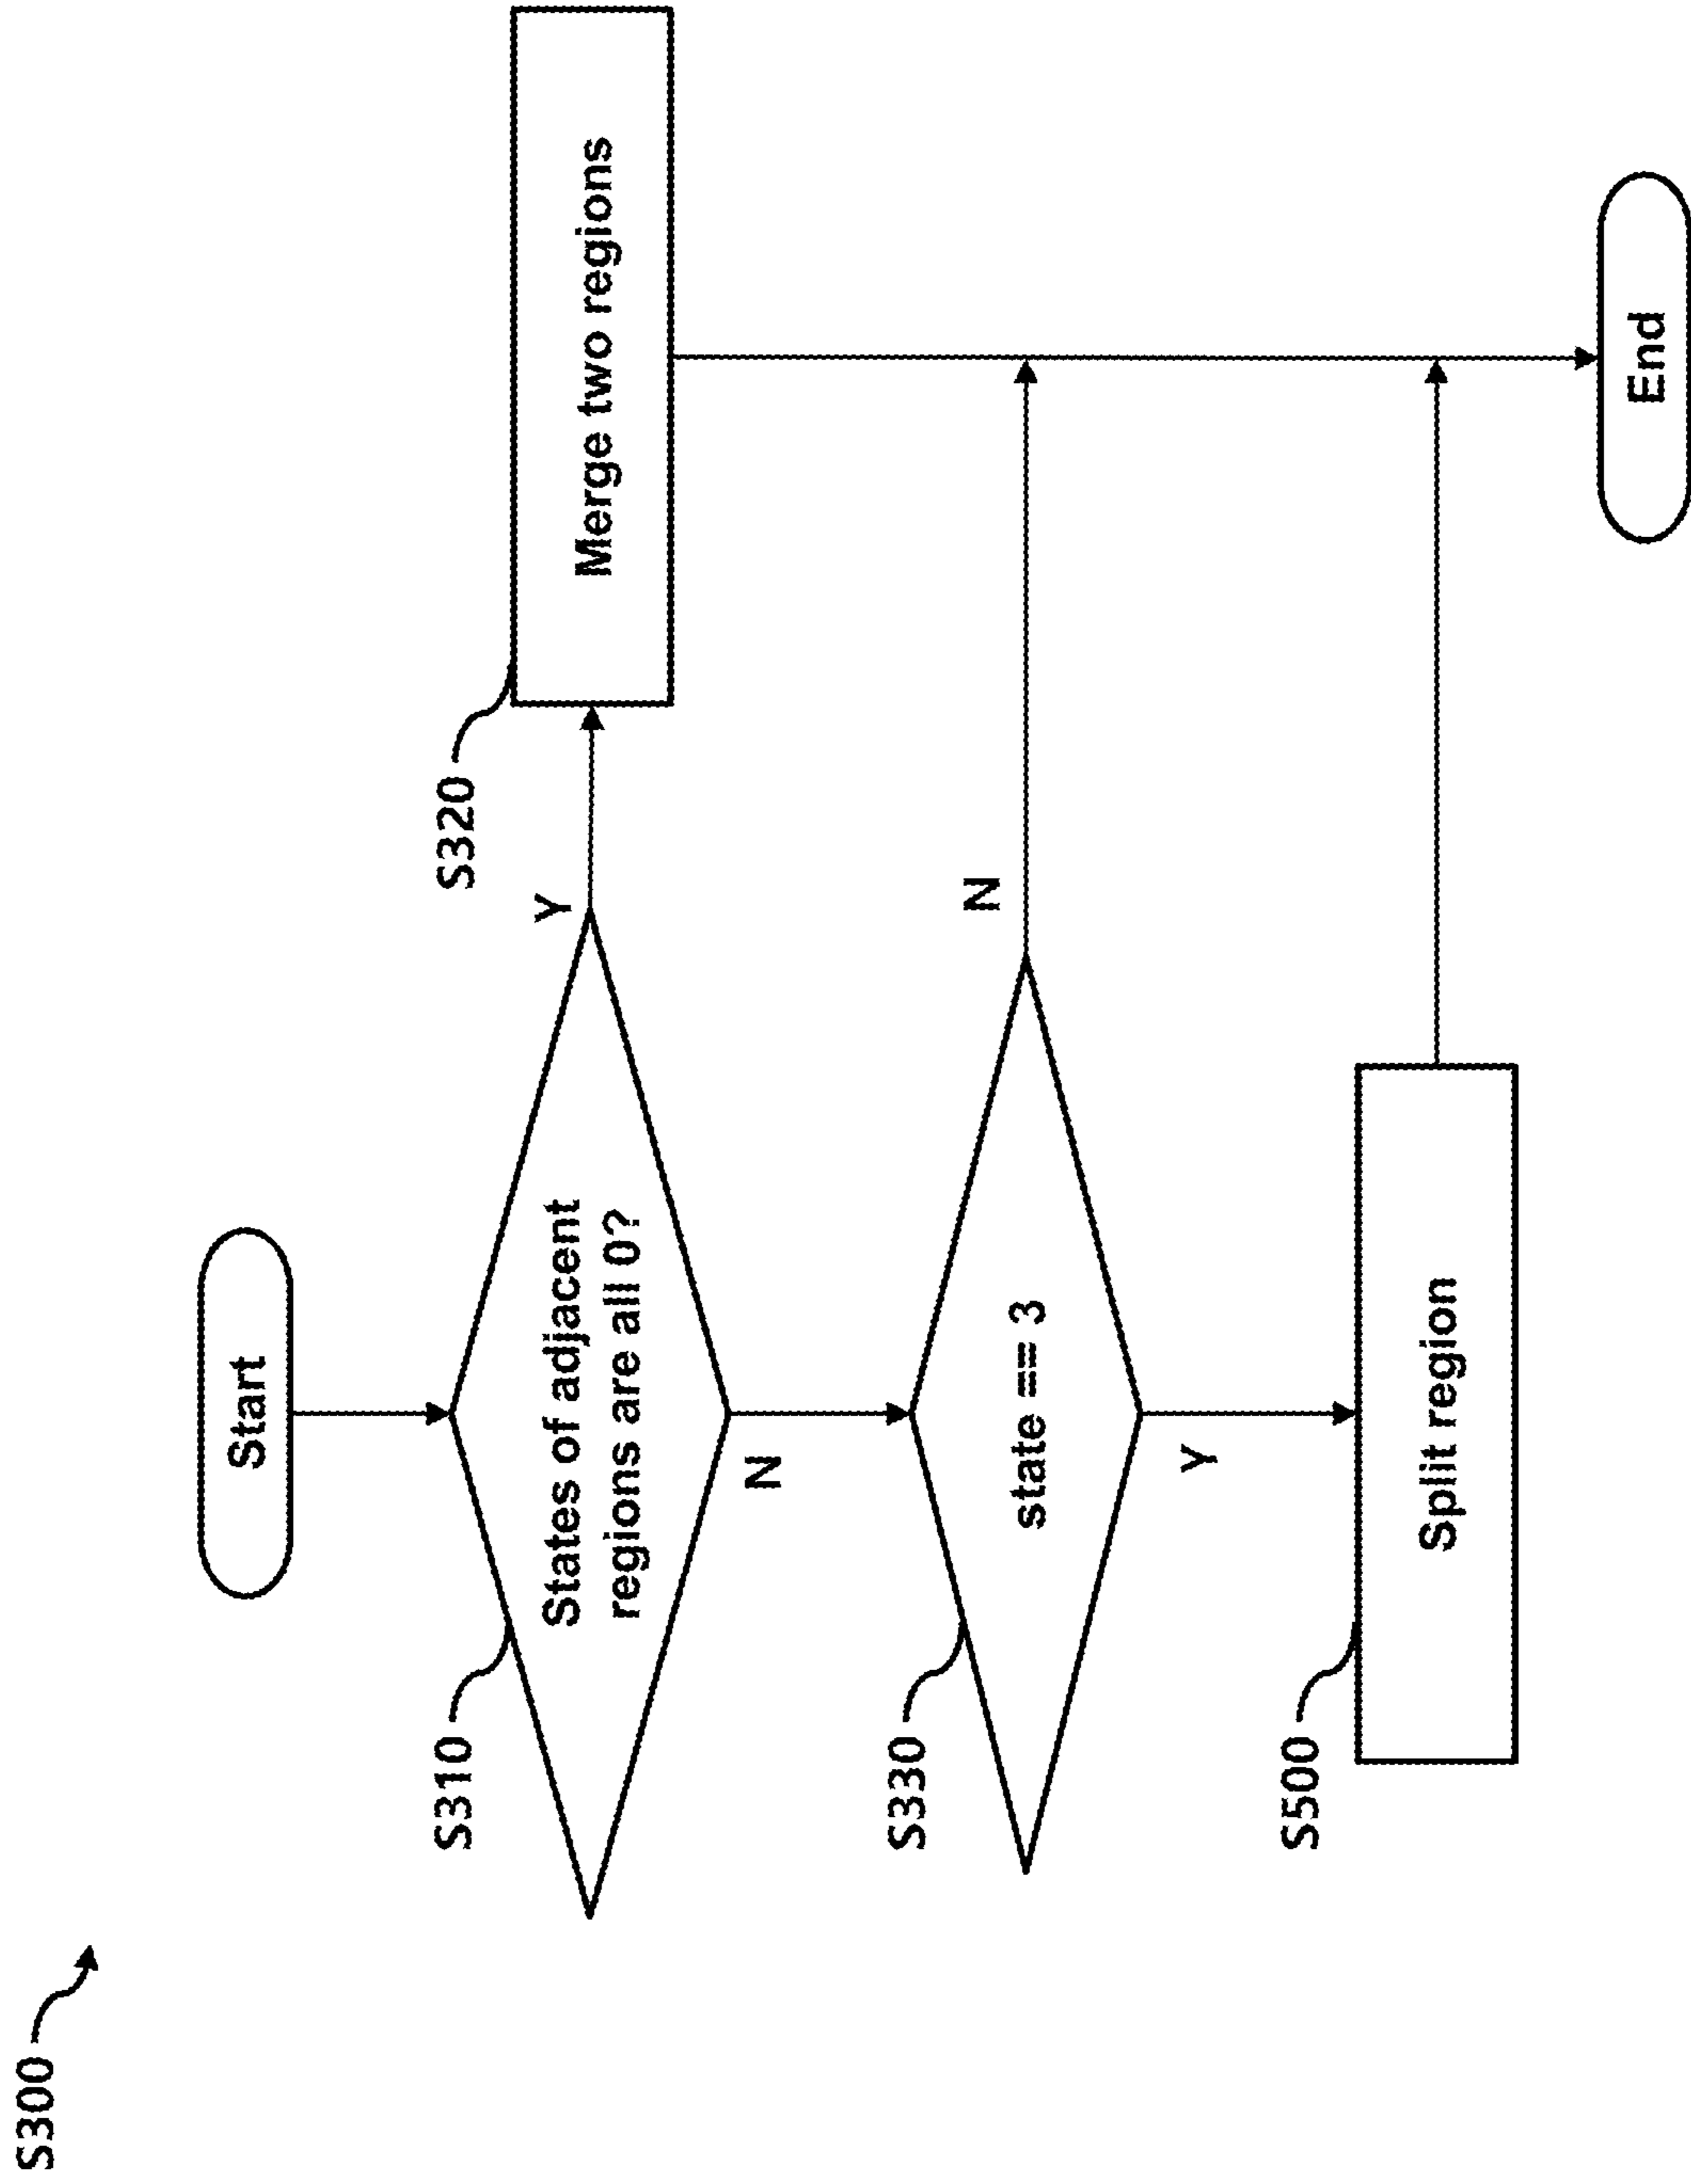 S300
Start
S310
States of adjacent
regions are all 0?
Y
S320
Merge two regions
N
S330
state == 3
N
Y
S500
Split region
End